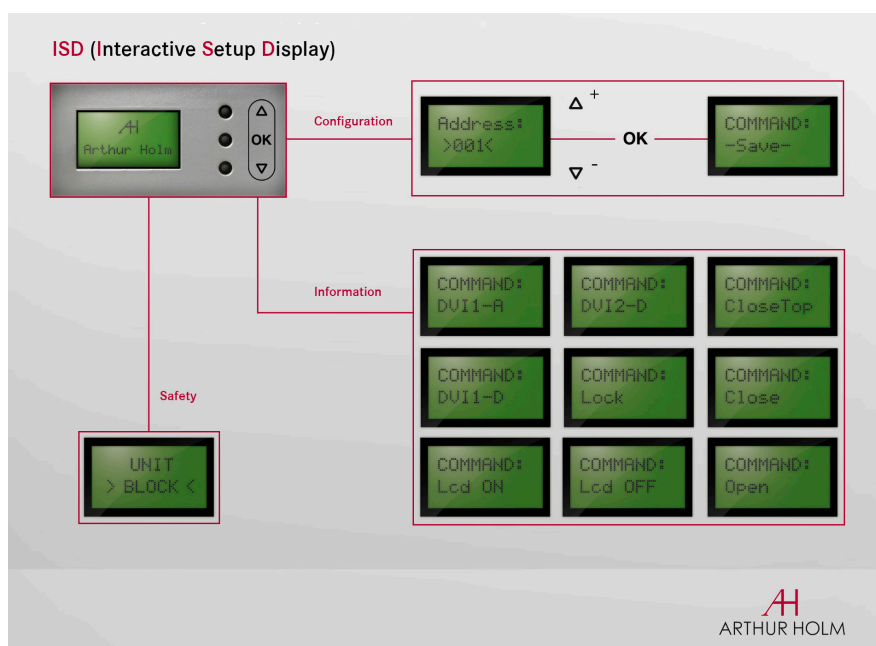 ISD (Interactive Setup Display)
AH
Arthur Holm
OK
Configuration
Address:
>001<
+
OK
-
COMMAND:
-Save-
Information
COMMAND:
DVI1-A
COMMAND:
DVI2-D
COMMAND:
CloseTop
COMMAND:
DVI1-D
COMMAND:
Lock
COMMAND:
Close
COMMAND:
Lcd ON
COMMAND:
Lcd OFF
COMMAND:
Open
Safety
UNIT
> BLOCK <
AH
ARTHUR HOLM